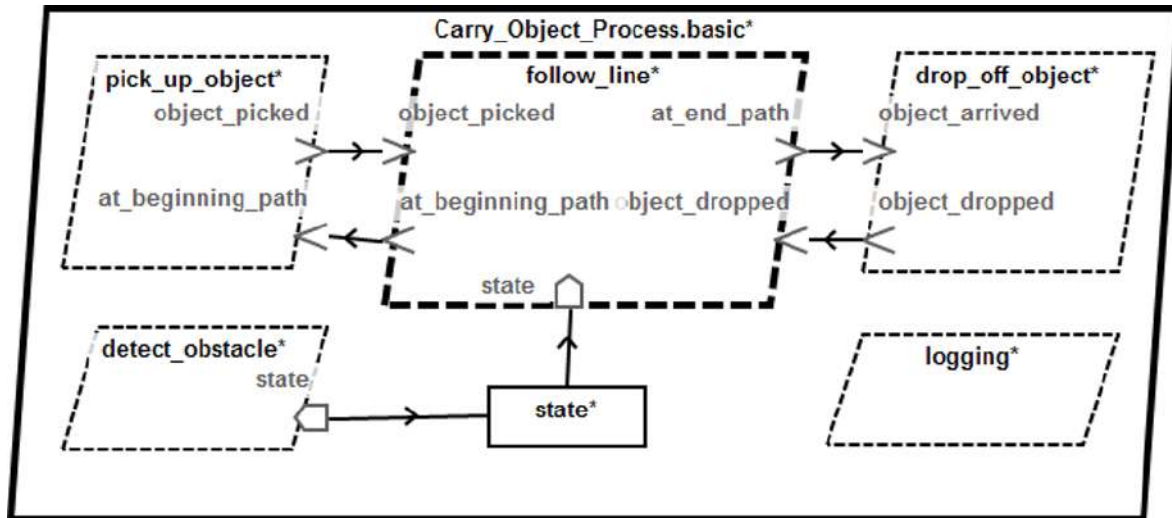 Carry_Object_Process.basic*
pick_up_object*
follow_line*
drop_off_object*
object_picked
object_picked
at_end_path
object_arrived
at_beginning_path
at_beginning_path
object_dropped
object_dropped
state
detect_obstacle*
state
state*
logging*